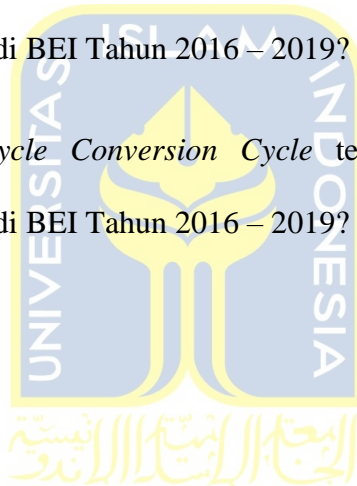 di BEI Tahun 2016 – 2019?
ISLAM
UNIVERSITAS
INDONESIA
ycle Conversion Cycle te
di BEI Tahun 2016 – 2019?